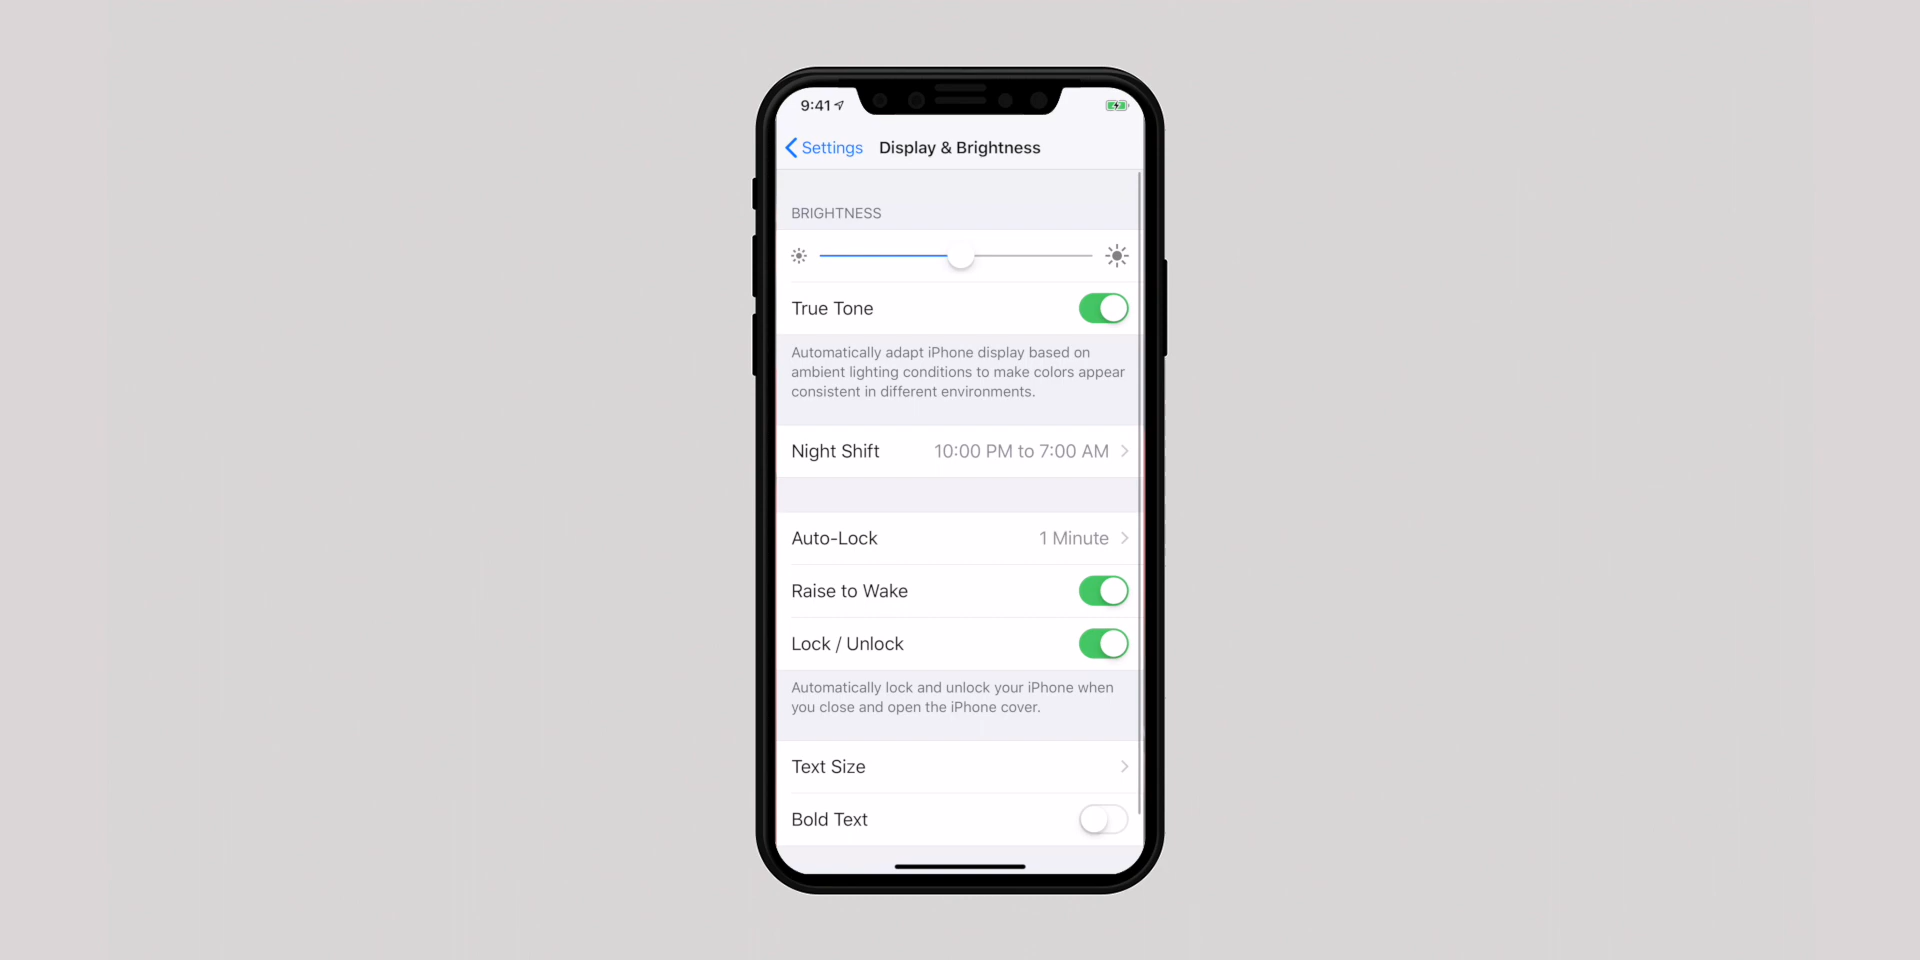 9:41
Settings Display & Brightness
BRIGHTNESS
True Tone
Automatically adapt iPhone display based on
ambient lighting conditions to make colors appear
consistent in different environments.
Night Shift 10:00 PM to 7:00 AM
Auto-Lock 1 Minute
Raise to Wake
Lock / Unlock
Automatically lock and unlock your iPhone when
you close and open the iPhone cover.
Text Size
Bold Text